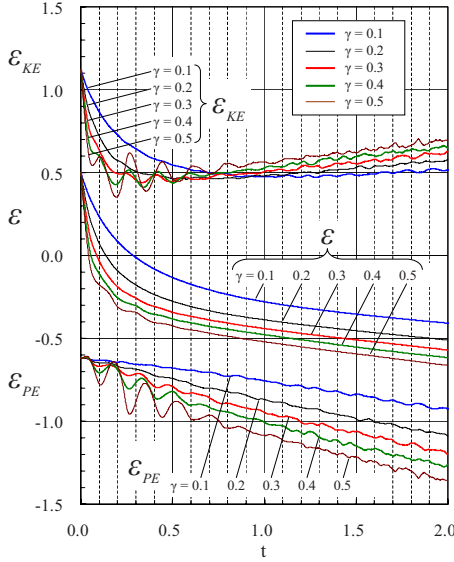 ε_KE
1.5
γ = 0.1
γ = 0.2
γ = 0.3
γ = 0.4
γ = 0.5
ε_KE
γ = 0.1
γ = 0.2
γ = 0.3
γ = 0.4
γ = 0.5
1.0
0.5
ε
ε
γ = 0.1 0.2 0.3 0.4 0.5
0.0
-0.5
ε_PE
-1.0
ε_PE
γ = 0.1 0.2 0.3 0.4 0.5
-1.5
0.0 0.5 1.0 1.5 2.0
t